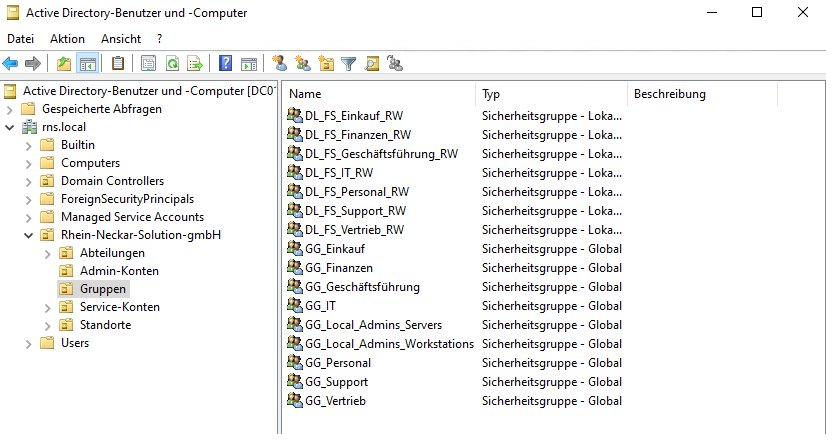 Active Directory-Benutzer und -Computer
Datei Aktion Ansicht ?
Active Directory-Benutzer und -Computer [DC01
Gespeicherte Abfragen
rns.local
Builtin
Computers
Domain Controllers
ForeignSecurityPrincipals
Managed Service Accounts
Rhein-Neckar-Solution-gmbH
Abteilungen
Admin-Konten
Gruppen
Service-Konten
Standorte
Users
Name Typ Beschreibung
DL_FS_Einkauf_RW Sicherheitsgruppe - Loka...
DL_FS_Finanzen_RW Sicherheitsgruppe - Loka...
DL_FS_Geschäftsführung_RW Sicherheitsgruppe - Loka...
DL_FS_IT_RW Sicherheitsgruppe - Loka...
DL_FS_Personal_RW Sicherheitsgruppe - Loka...
DL_FS_Support_RW Sicherheitsgruppe - Loka...
DL_FS_Vertrieb_RW Sicherheitsgruppe - Loka...
GG_Einkauf Sicherheitsgruppe - Global
GG_Finanzen Sicherheitsgruppe - Global
GG_Geschäftsführung Sicherheitsgruppe - Global
GG_IT Sicherheitsgruppe - Global
GG_Local_Admins_Servers Sicherheitsgruppe - Global
GG_Local_Admins_Workstations Sicherheitsgruppe - Global
GG_Personal Sicherheitsgruppe - Global
GG_Support Sicherheitsgruppe - Global
GG_Vertrieb Sicherheitsgruppe - Global